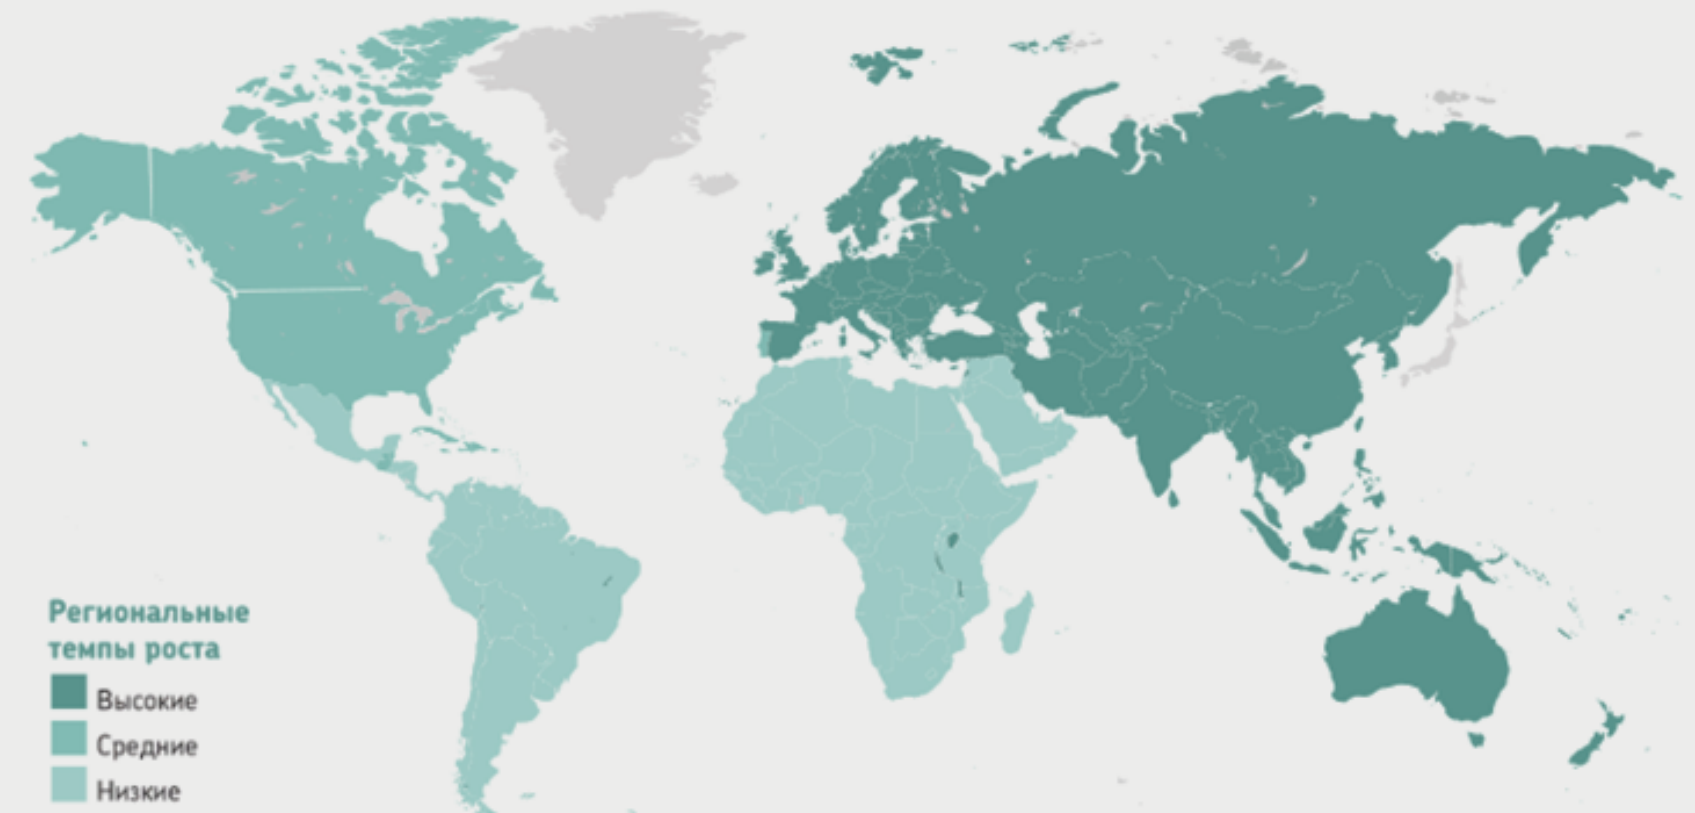 Региональные
темпы роста
Высокие
Средние
Низкие